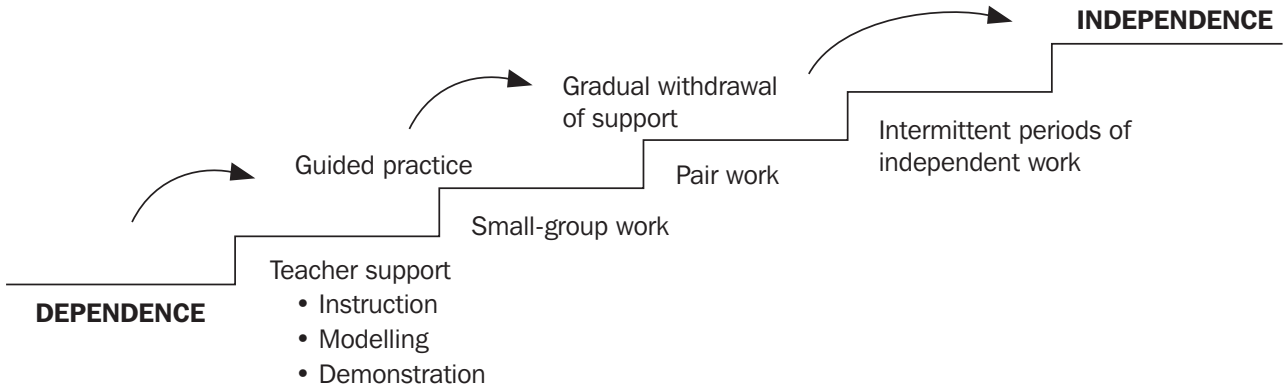 INDEPENDENCE
Gradual withdrawal
of support
Intermittent periods of
independent work
Guided practice
Pair work
Small-group work
Teacher support
• Instruction
• Modelling
• Demonstration
DEPENDENCE